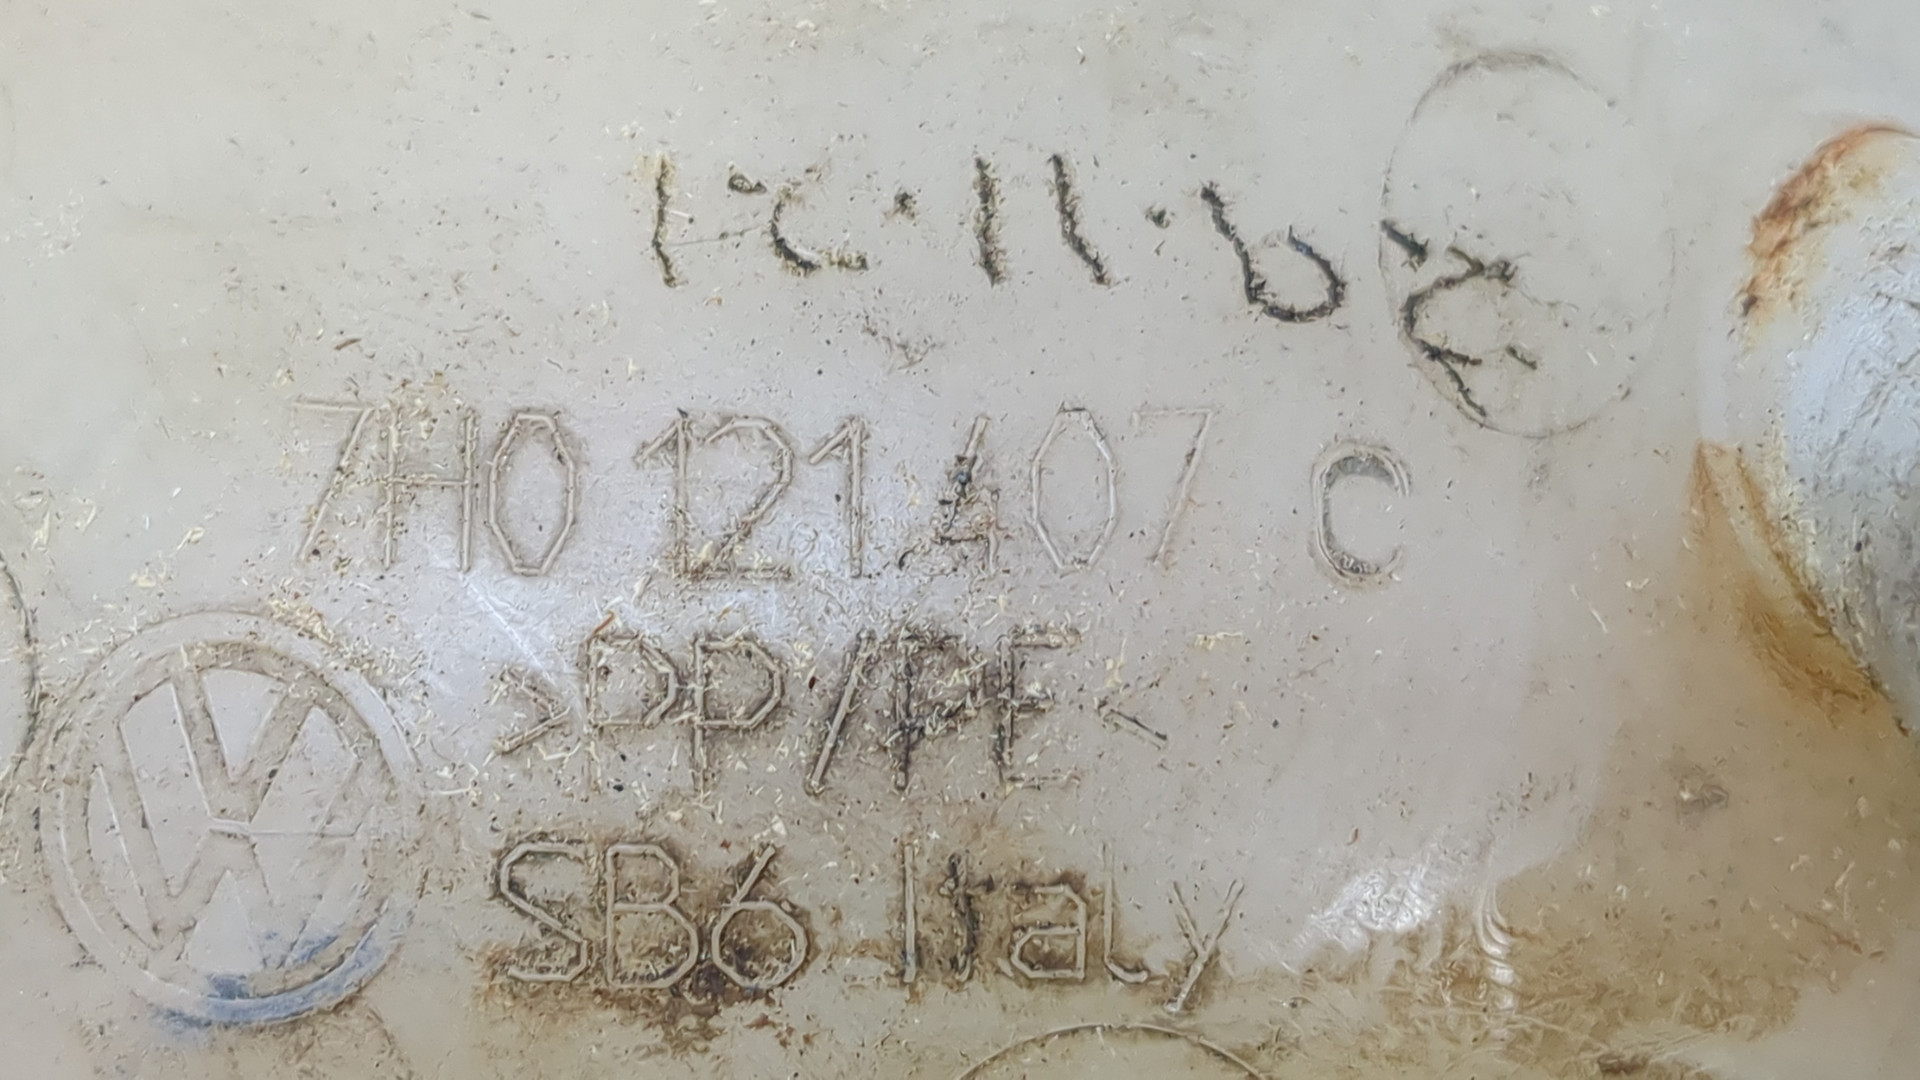 7H0 121 407 C
>PP/PE<
SB6 Italy